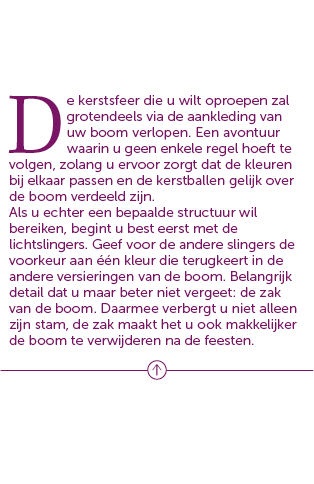 De kerstsfeer die u wilt oproepen zal
grotendeels via de aankleding van
uw boom verlopen. Een avontuur
waarin u geen enkele regel hoeft te
volgen, zolang u ervoor zorgt dat de kleuren
bij elkaar passen en de kerstballen gelijk over
de boom verdeeld zijn.
Als u echter een bepaalde structuur wil
bereiken, begint u best eerst met de
lichtslingers. Geef voor de andere slingers de
voorkeur aan één kleur die terugkeert in de
andere versieringen van de boom. Belangrijk
detail dat u maar beter niet vergeet: de zak
van de boom. Daarmee verbergt u niet alleen
zijn stam, de zak maakt het u ook makkelijker
de boom te verwijderen na de feesten.